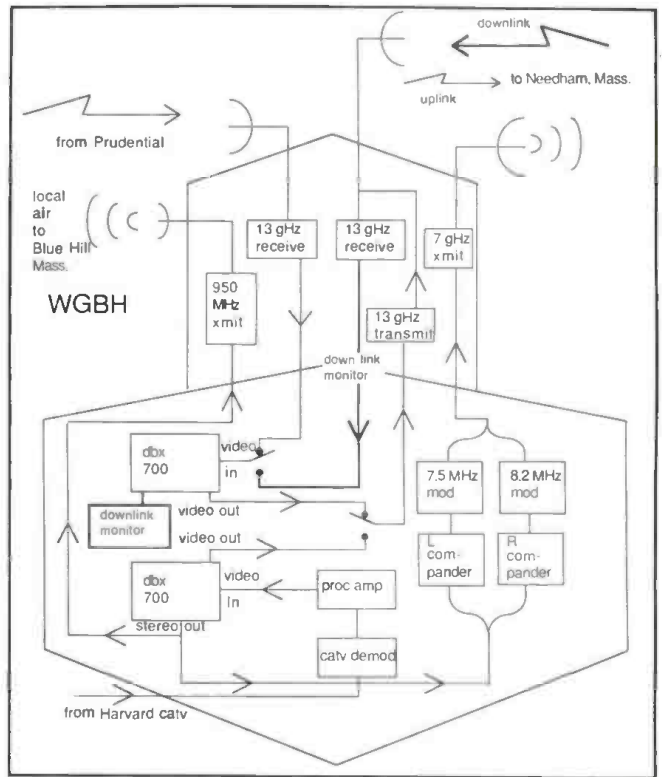 downlink
to Needham, Mass.
uplink
from Prudential
local
air
to
Blue Hill
Mass.
13 gHz
receive
13 gHz
receive
7 gHz
xmit
950
MHz
xmit
WGBH
13 gHz
transmit
down link
monitor
dbx
700
video
in
7.5 MHz
mod
8.2 MHz
mod
downlink
monitor
video out
video out
L
com-
pander
R
com-
pander
dbx
700
video
in
proc amp
stereo out
catv demod
from Harvard catv